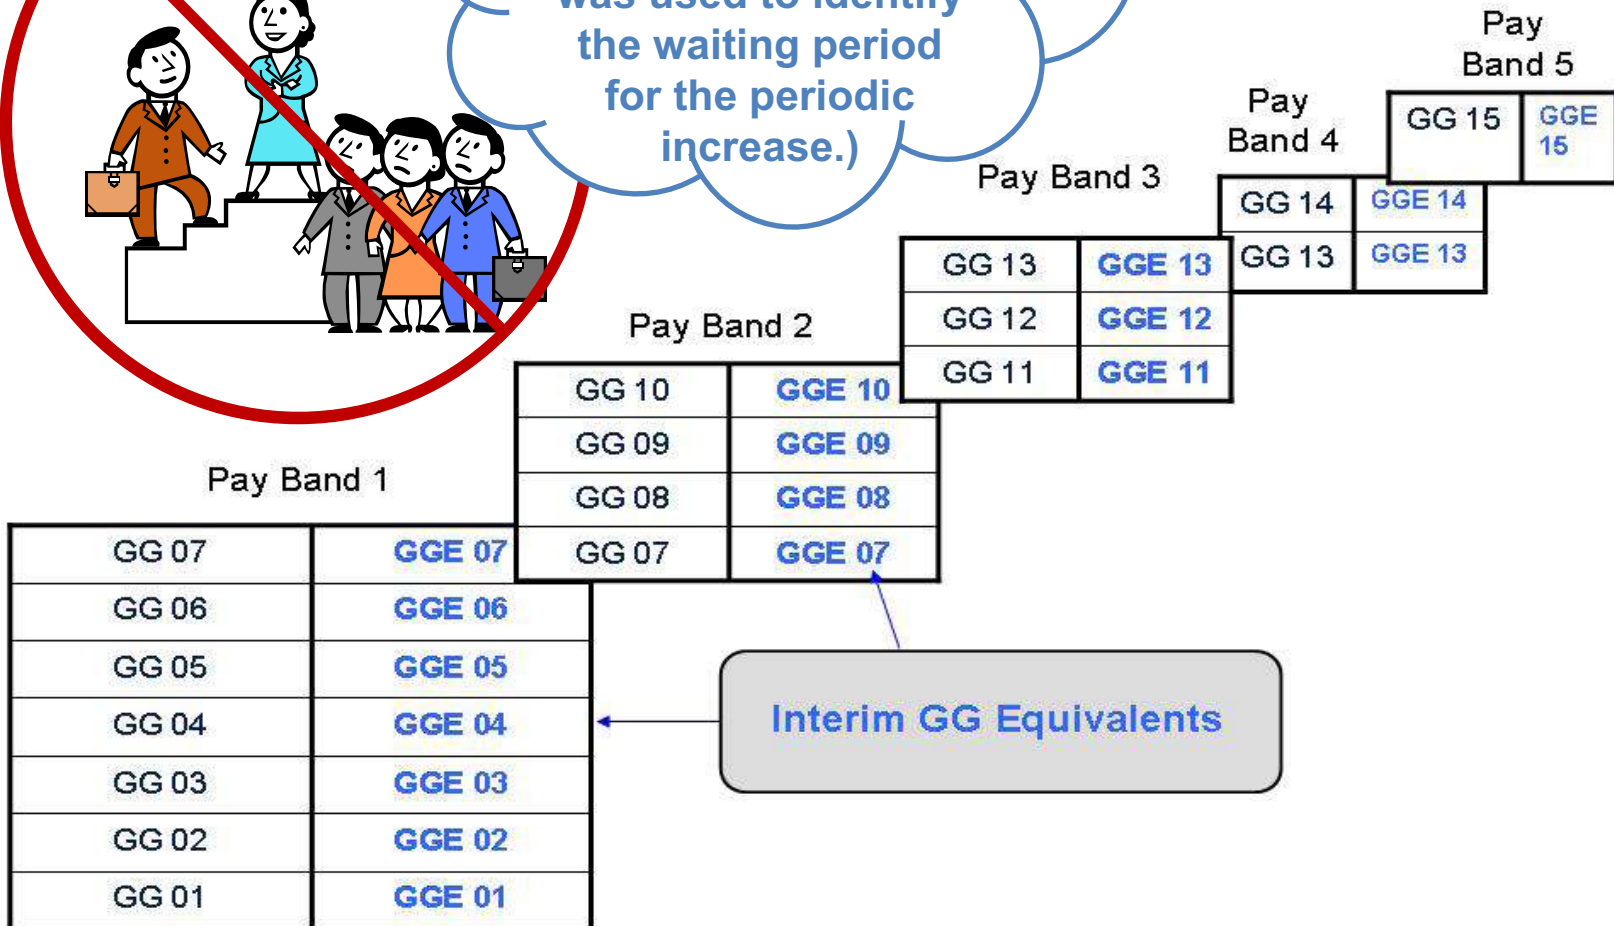 was used to identify
the waiting period
for the periodic
increase.)
Pay
Band 5
GG 15 GGE
15
Pay
Band 4
GG 14 GGE 14
GG 13 GGE 13
Pay Band 3
GG 13 GGE 13
GG 12 GGE 12
GG 11 GGE 11
Pay Band 2
GG 10 GGE 10
GG 09 GGE 09
GG 08 GGE 08
GG 07 GGE 07
Pay Band 1
GG 07 GGE 07
GG 06 GGE 06
GG 05 GGE 05
GG 04 GGE 04
GG 03 GGE 03
GG 02 GGE 02
GG 01 GGE 01
Interim GG Equivalents